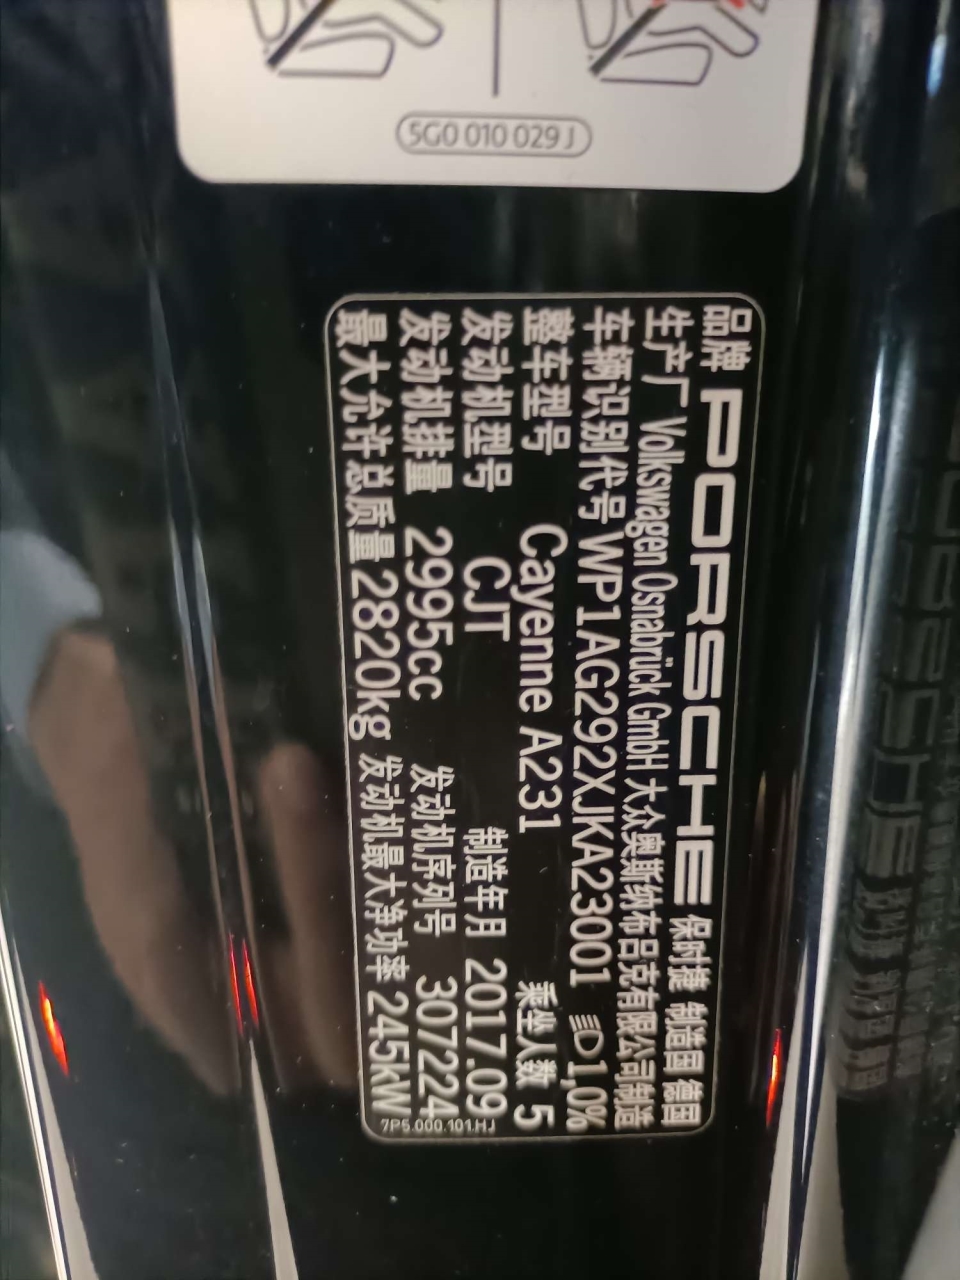 5G0 010 029 J
品牌 PORSCHE 保时捷 制造国 德国
生产厂 Volkswagen Osnabrück GmbH 大众奥斯纳布吕克有限公司制造
车辆识别代号 WP1AG292XJKA23001 1,0%
整车型号 Cayenne A231 乘坐人数 5
发动机型号 CJT 制造年月 2017.09
发动机排量 2995cc 发动机序列号 307224
最大允许总质量 2820kg 发动机最大净功率 245kW
7P5.000.101.HJ